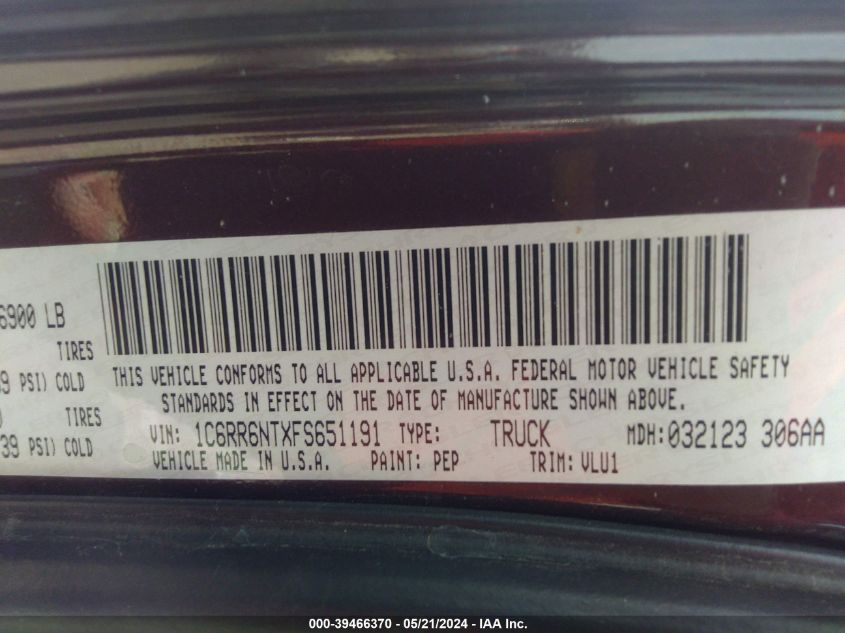 6900 LB
TIRES
9 PSI) COLD
TIRES
39 PSI) COLD
THIS VEHICLE CONFORMS TO ALL APPLICABLE U.S.A. FEDERAL MOTOR VEHICLE SAFETY
STANDARDS IN EFFECT ON THE DATE OF MANUFACTURE SHOWN ABOVE.
VIN: 1C6RR6NTXFS651191 TYPE: TRUCK MDH:032123 306AA
VEHICLE MADE IN U.S.A. PAINT: PEP TRIM: VLU1
000-39466370 - 05/21/2024 - IAA Inc.